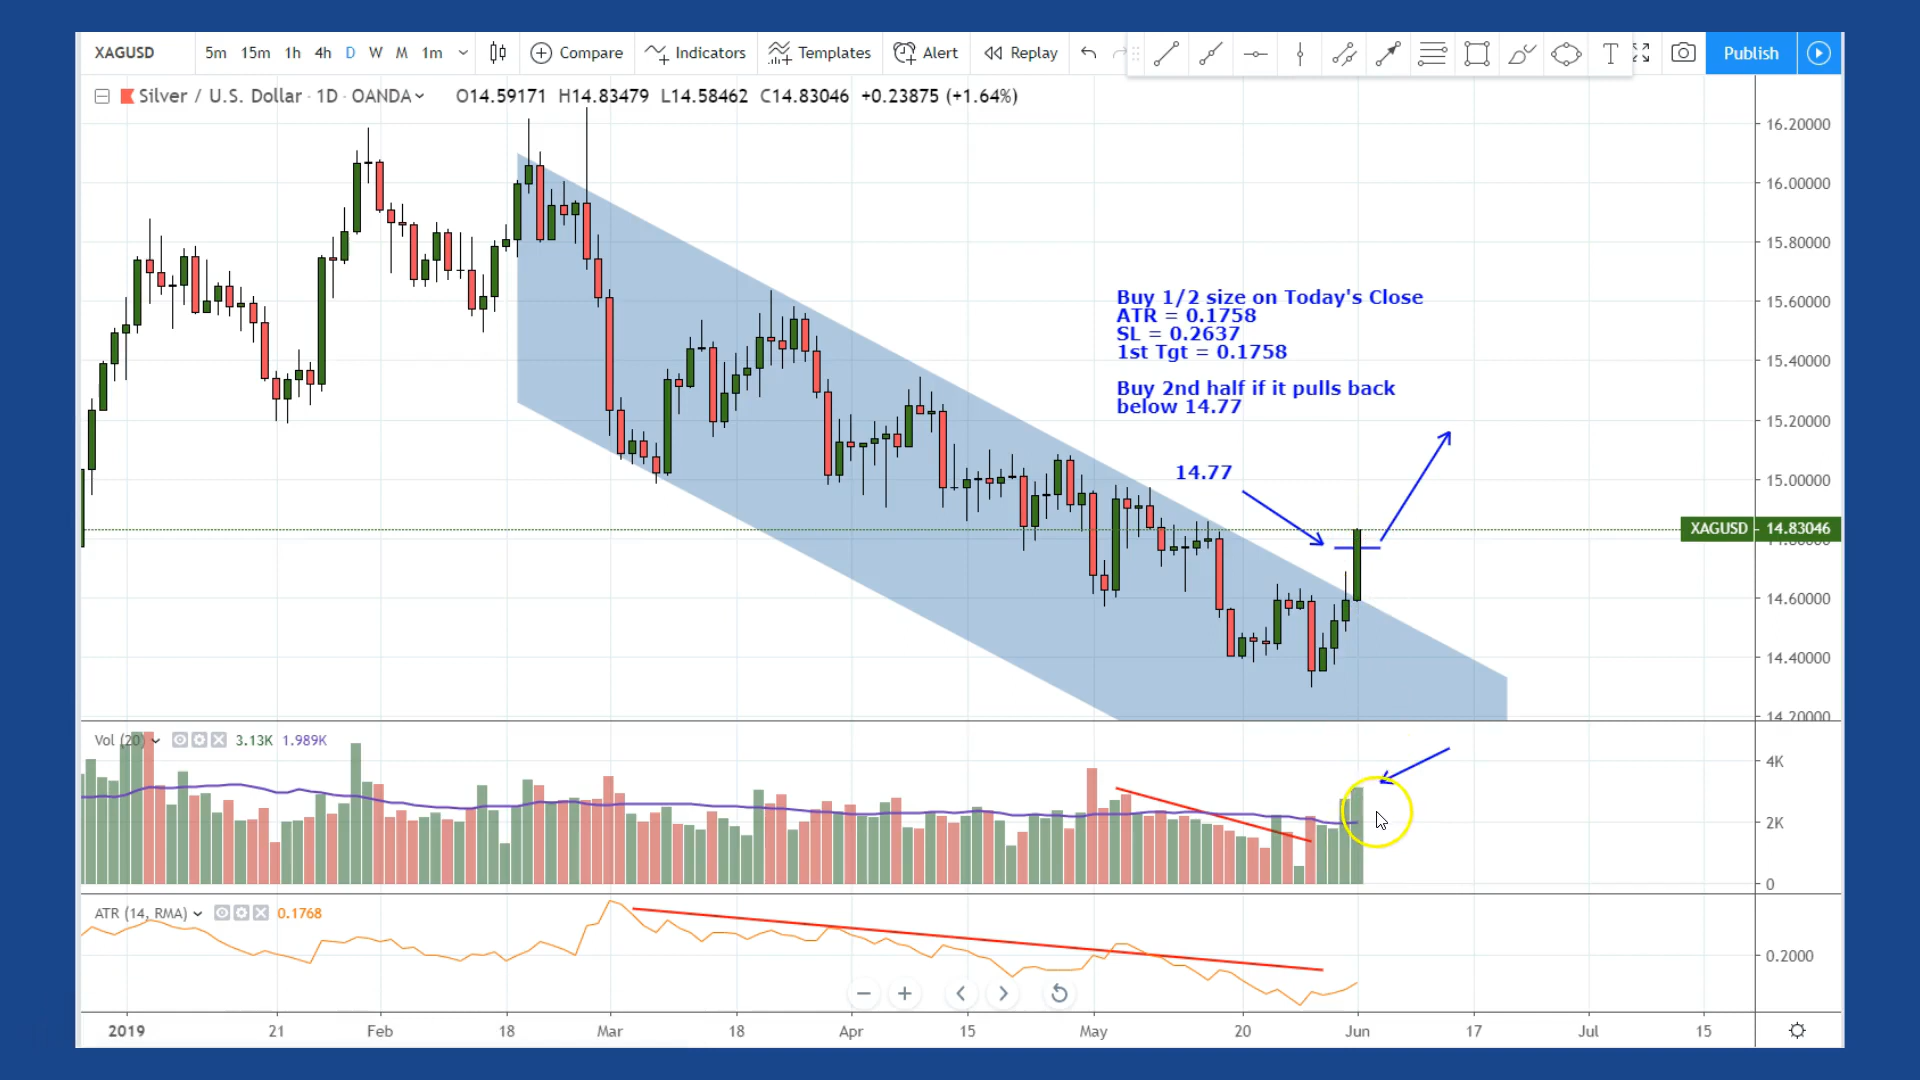 XAGUSD 5m 15m 1h 4h D W M 1m Compare Indicators Templates Alert Replay T Publish
Silver / U.S. Dollar · 1D · OANDA O14.59171 H14.83479 L14.58462 C14.83046 +0.23875 (+1.64%)
16.20000
16.00000
15.80000
Buy 1/2 size on Today's Close
ATR = 0.1758
SL = 0.2637
1st Tgt = 0.1758
15.60000
15.40000
Buy 2nd half if it pulls back
below 14.77
15.20000
14.77
15.00000
XAGUSD 14.83046
14.60000
14.40000
14.20000
Vol (20) 3.13K 1.989K
4K
2K
0
ATR (14, RMA) 0.1768
0.2000
2019 21 Feb 18 Mar 18 Apr 15 May 20 Jun 17 Jul 15